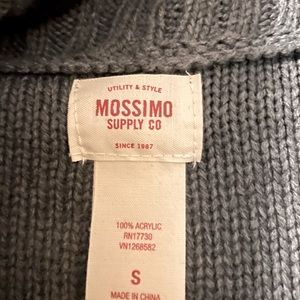 UTILITY & STYLE
MOSSIMO
SUPPLY CO
SINCE 1987
100% ACRYLIC
RN17730
VN1268582
S
MADE IN CHINA